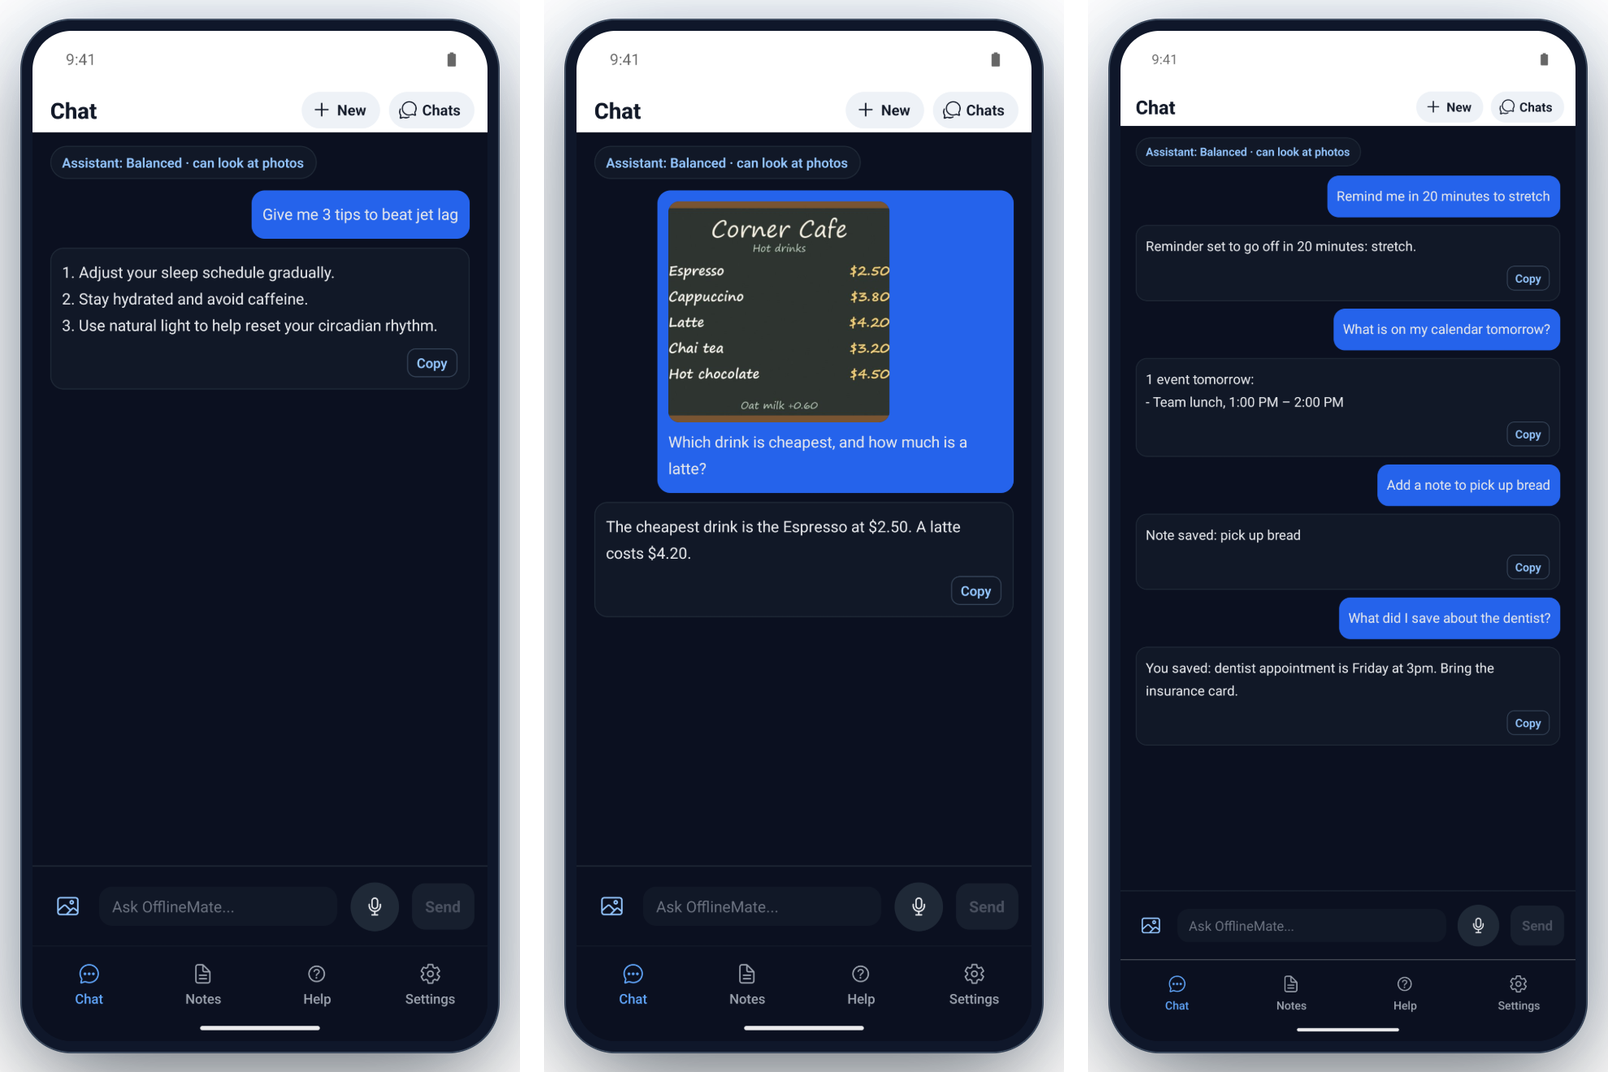 9:41
Chat
New
Chats
Assistant: Balanced · can look at photos
Give me 3 tips to beat jet lag
1. Adjust your sleep schedule gradually.
2. Stay hydrated and avoid caffeine.
3. Use natural light to help reset your circadian rhythm.
Copy
Ask OfflineMate...
Send
Chat
Notes
Help
Settings
9:41
Chat
New
Chats
Assistant: Balanced · can look at photos
Corner Cafe
Hot drinks
Espresso $2.50
Cappuccino $3.80
Latte $4.20
Chai tea $3.20
Hot chocolate $4.50
Oat milk +0.60
Which drink is cheapest, and how much is a
latte?
The cheapest drink is the Espresso at $2.50. A latte
costs $4.20.
Copy
Ask OfflineMate...
Send
Chat
Notes
Help
Settings
9:41
Chat
New
Chats
Assistant: Balanced · can look at photos
Remind me in 20 minutes to stretch
Reminder set to go off in 20 minutes: stretch.
Copy
What is on my calendar tomorrow?
1 event tomorrow:
- Team lunch, 1:00 PM – 2:00 PM
Copy
Add a note to pick up bread
Note saved: pick up bread
Copy
What did I save about the dentist?
You saved: dentist appointment is Friday at 3pm. Bring the
insurance card.
Copy
Ask OfflineMate...
Send
Chat
Notes
Help
Settings